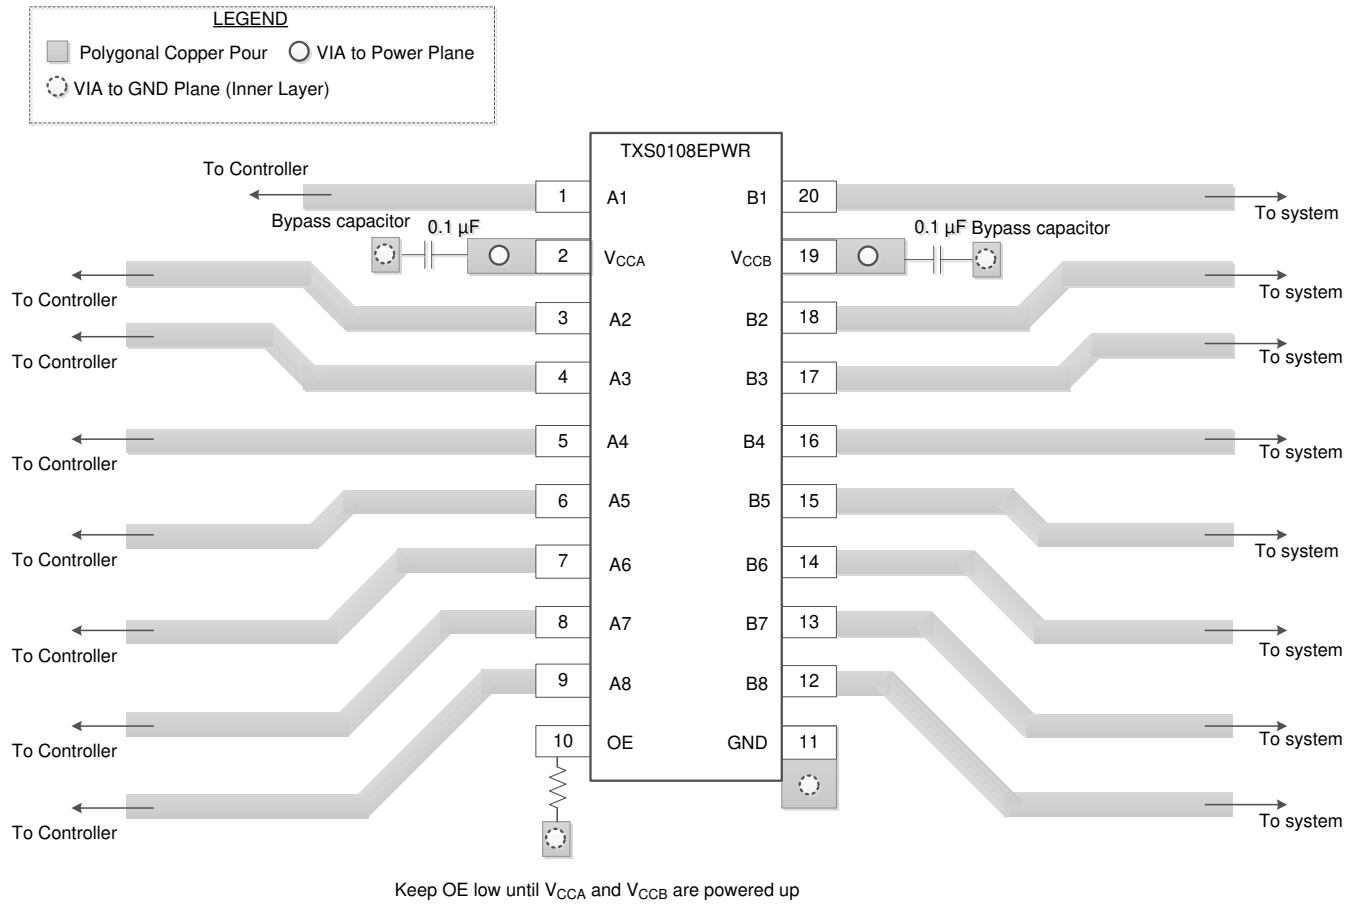 LEGEND
Polygonal Copper Pour
VIA to Power Plane
VIA to GND Plane (Inner Layer)
TXS0108EPWR
To Controller
1
A1
B1
20
To system
Bypass capacitor
0.1 µF
2
VCCA
VCCB
19
0.1 µF
Bypass capacitor
To Controller
3
A2
B2
18
To system
To Controller
4
A3
B3
17
To system
To Controller
5
A4
B4
16
To system
To Controller
6
A5
B5
15
To system
To Controller
7
A6
B6
14
To system
To Controller
8
A7
B7
13
To system
To Controller
9
A8
B8
12
To system
10
OE
GND
11
Keep OE low until VCCA and VCCB are powered up